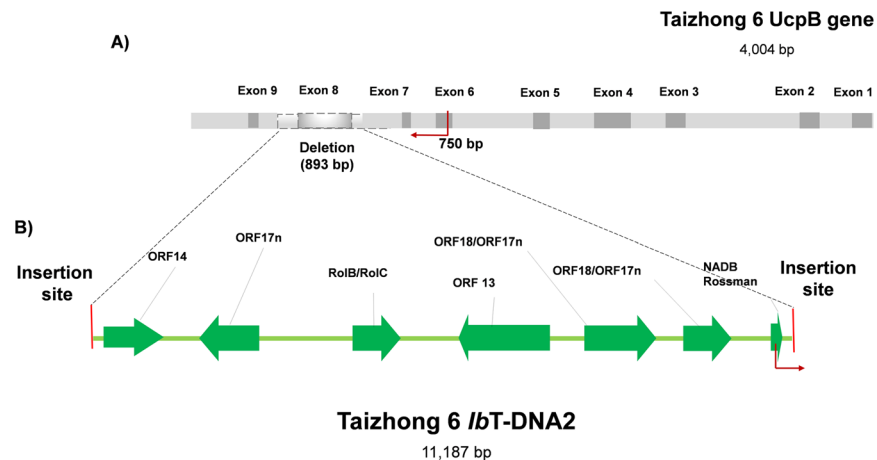 Taizhong 6 UcpB gene
4,004 bp
A)
Exon 9
Exon 8
Exon 7
Exon 6
Exon 5
Exon 4
Exon 3
Exon 2
Exon 1
750 bp
Deletion
(893 bp)
B)
Insertion
site
ORF14
ORF17n
RolB/RolC
ORF 13
ORF18/ORF17n
ORF18/ORF17n
NADB
Rossman
Insertion
site
Taizhong 6 IbT-DNA2
11,187 bp